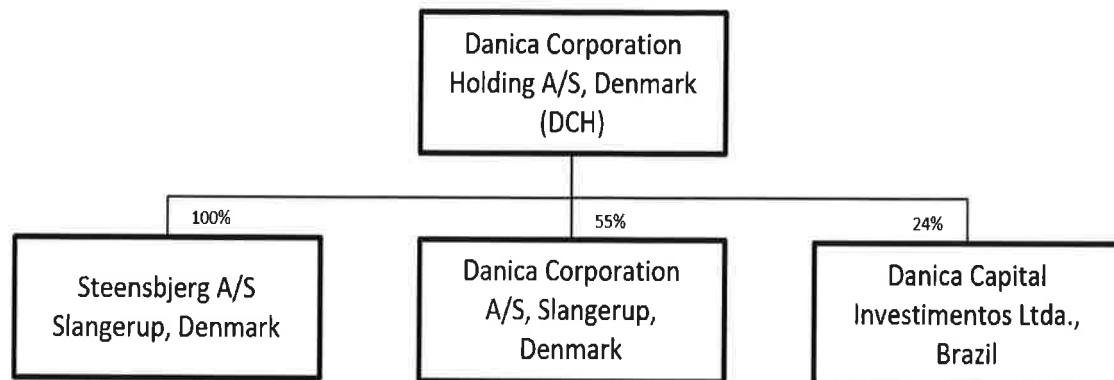 Danica Corporation
Holding A/S, Denmark
(DCH)
100%
55%
24%
Steensbjerg A/S
Slangerup, Denmark
Danica Corporation
A/S, Slangerup,
Denmark
Danica Capital
Investimentos Ltda.,
Brazil